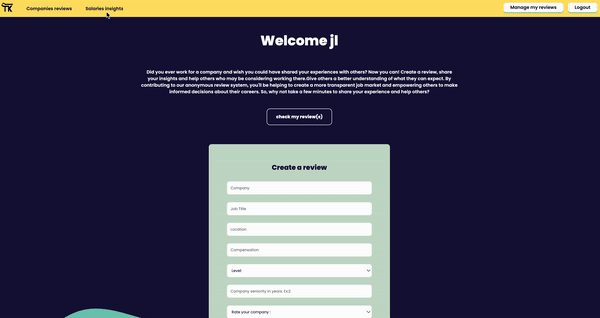 TK Companies reviews Salaries insights Manage my reviews Logout
Welcome jl
Did you ever work for a company and wish you could have shared your experiences with others? Now you can! Create a review, share
your insights and help others who may be considering working there.Give others a better understanding of what they can expect. By
contributing to our anonymous review system, you'll be helping to create a more transparent job market and empowering others to make
informed decisions about their careers. So, why not take a few minutes to share your experience and help others?
check my review(s)
Create a review
Company
Job Title
Location
Compensation
Level:
Company seniority in years. Ex:2
Rate your company :